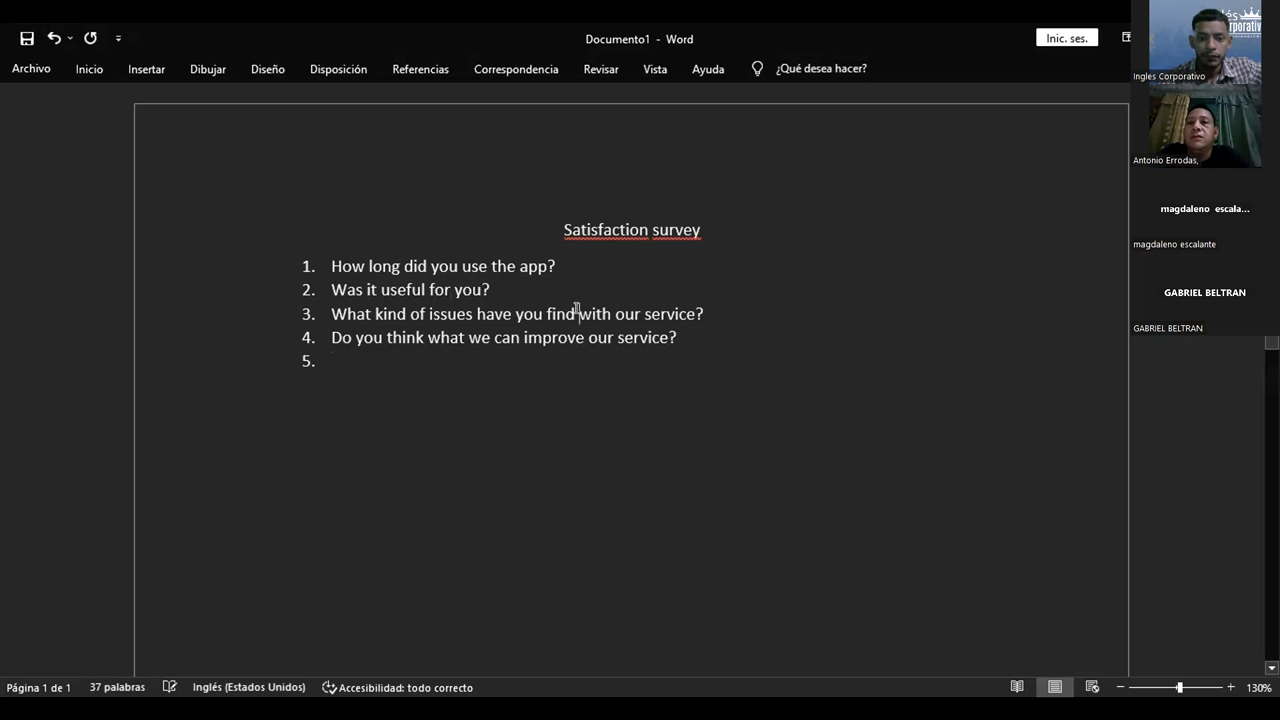 Documento1 - Word
Inic. ses.
Archivo Inicio Insertar Dibujar Diseño Disposición Referencias Correspondencia Revisar Vista Ayuda ¿Qué desea hacer?
Satisfaction survey
1. How long did you use the app?
2. Was it useful for you?
3. What kind of issues have you find with our service?
4. Do you think what we can improve our service?
5.
Ingles Corporativo
Antonio Errodas,
magdaleno escala...
magdaleno escalante
GABRIEL BELTRAN
GABRIEL BELTRAN
Página 1 de 1 37 palabras Inglés (Estados Unidos) Accesibilidad: todo correcto 130%